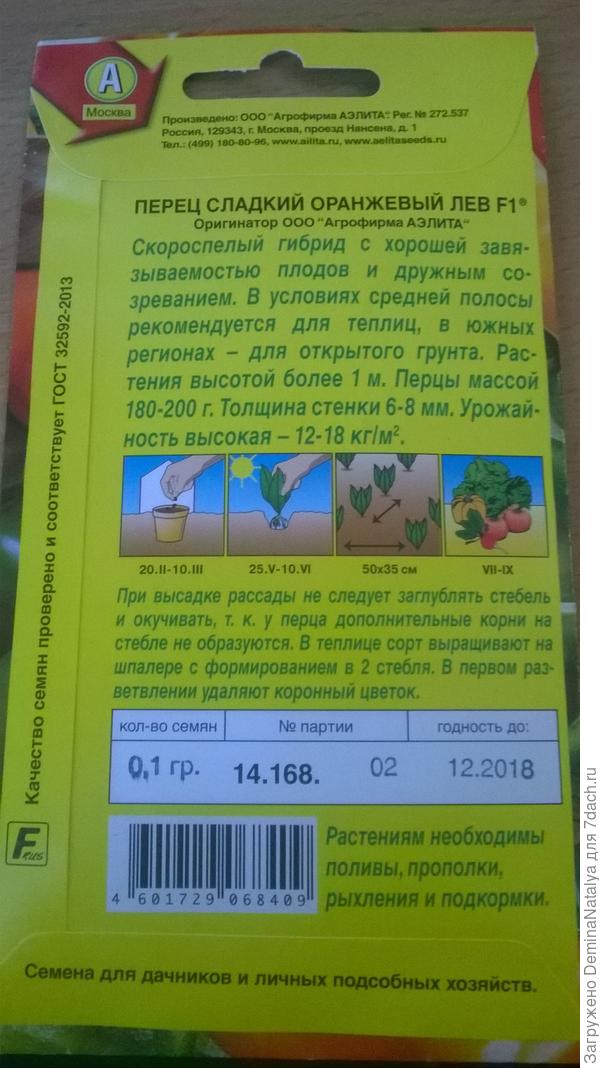 А
Москва
Произведено: ООО "Агрофирма АЭЛИТА". Рег. № 272.537
Россия, 129343, г. Москва, проезд Нансена, д. 1
Тел.: (499) 180-80-96, www.ailita.ru, www.aelitaseeds.ru
ПЕРЕЦ СЛАДКИЙ ОРАНЖЕВЫЙ ЛЕВ F1®
Оригинатор ООО "Агрофирма АЭЛИТА"
Скороспелый гибрид с хорошей завя-
зываемостью плодов и дружным со-
зреванием. В условиях средней полосы
рекомендуется для теплиц, в южных
регионах – для открытого грунта. Рас-
тения высотой более 1 м. Перцы массой
180-200 г. Толщина стенки 6-8 мм. Урожай-
ность высокая – 12-18 кг/м².
20.II-10.III 25.V-10.VI 50x35 см VII-IX
При высадке рассады не следует заглублять стебель
и окучивать, т. к. у перца дополнительные корни на
стебле не образуются. В теплице сорт выращивают на
шпалере с формированием в 2 стебля. В первом раз-
ветвлении удаляют коронный цветок.
кол-во семян № партии годность до:
0,1 гр. 14.168. 02 12.2018
4 601729 068409
Растениям необходимы
поливы, прополки,
рыхления и подкормки.
Семена для дачников и личных подсобных хозяйств.
Качество семян проверено и соответствует ГОСТ 32592-2013
F RUS
Загружено DeminaNatalya для 7dach.ru